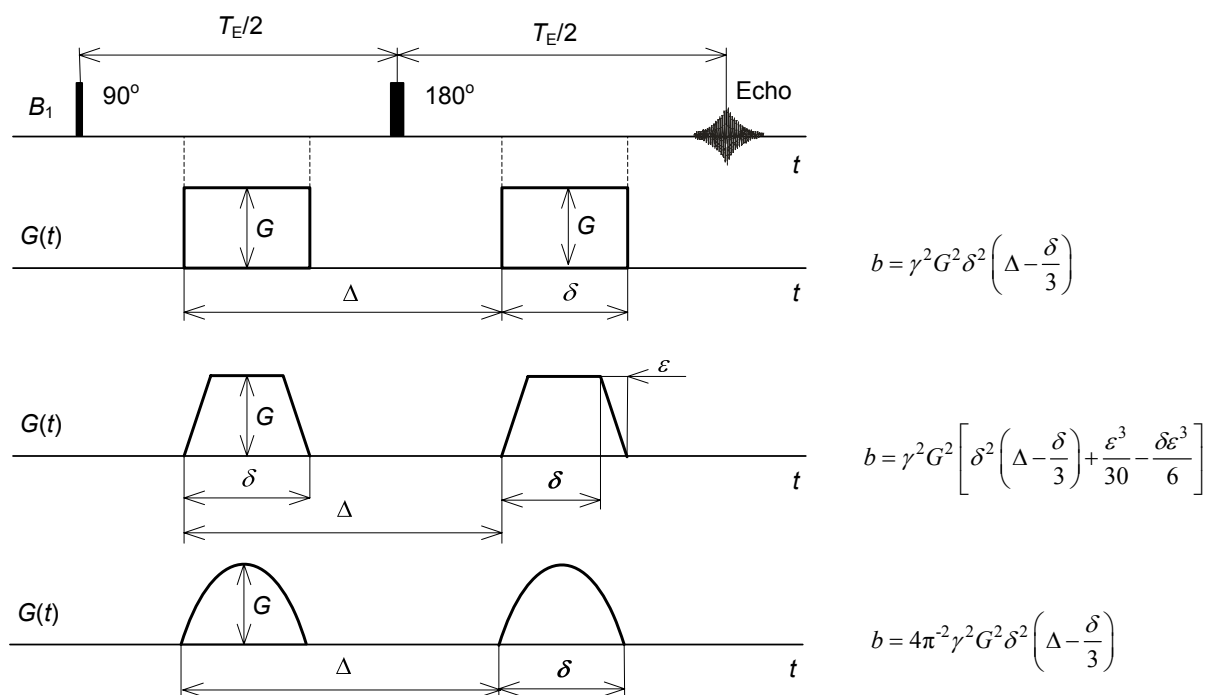 T_E/2 T_E/2
B_1 90° 180° Echo
t
G(t) G G
b = γ²G²δ²(Δ − δ/3)
t
Δ δ
ε
G(t) G
b = γ²G²[δ²(Δ − δ/3) + ε³/30 − δε³/6]
t
δ δ
Δ
G(t) G
b = 4π⁻²γ²G²δ²(Δ − δ/3)
t
Δ δ